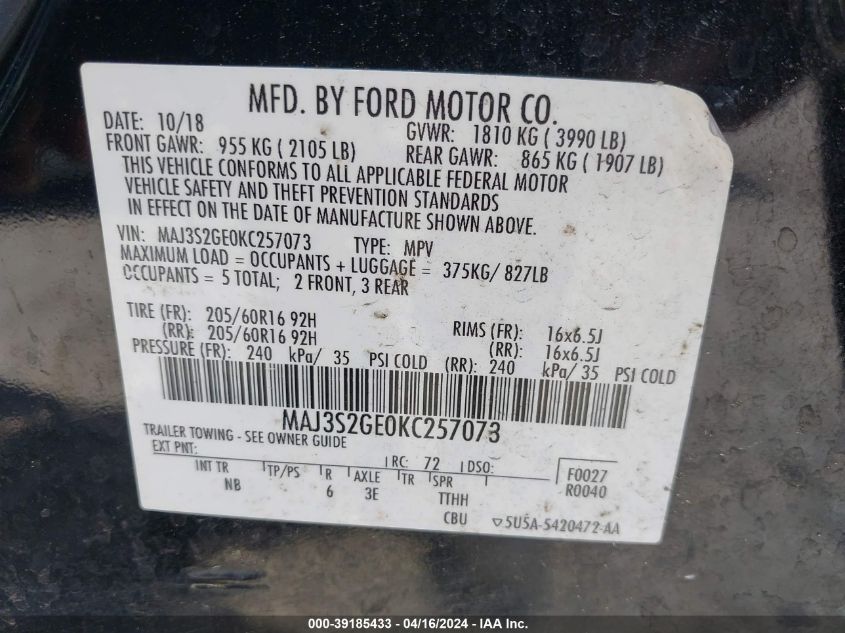 MFD. BY FORD MOTOR CO.
DATE: 10/18 GVWR: 1810 KG ( 3990 LB)
FRONT GAWR: 955 KG ( 2105 LB) REAR GAWR: 865 KG ( 1907 LB)
THIS VEHICLE CONFORMS TO ALL APPLICABLE FEDERAL MOTOR
VEHICLE SAFETY AND THEFT PREVENTION STANDARDS
IN EFFECT ON THE DATE OF MANUFACTURE SHOWN ABOVE.
VIN: MAJ3S2GE0KC257073 TYPE: MPV
MAXIMUM LOAD = OCCUPANTS + LUGGAGE = 375KG/ 827LB
OCCUPANTS = 5 TOTAL; 2 FRONT, 3 REAR
TIRE (FR): 205/60R16 92H RIMS (FR): 16x6.5J
(RR): 205/60R16 92H (RR): 16x6.5J
PRESSURE (FR): 240 kPa/ 35 PSI COLD (RR): 240 kPa/ 35 PSI COLD
MAJ3S2GE0KC257073
TRAILER TOWING - SEE OWNER GUIDE
EXT PNT: RC: 72 DSO: F0027
INT TR TP/PS R AXLE TR SPR R0040
NB 6 3E TTHH
CBU ▽5U5A-5420472-AA
000-39185433 - 04/16/2024 - IAA Inc.